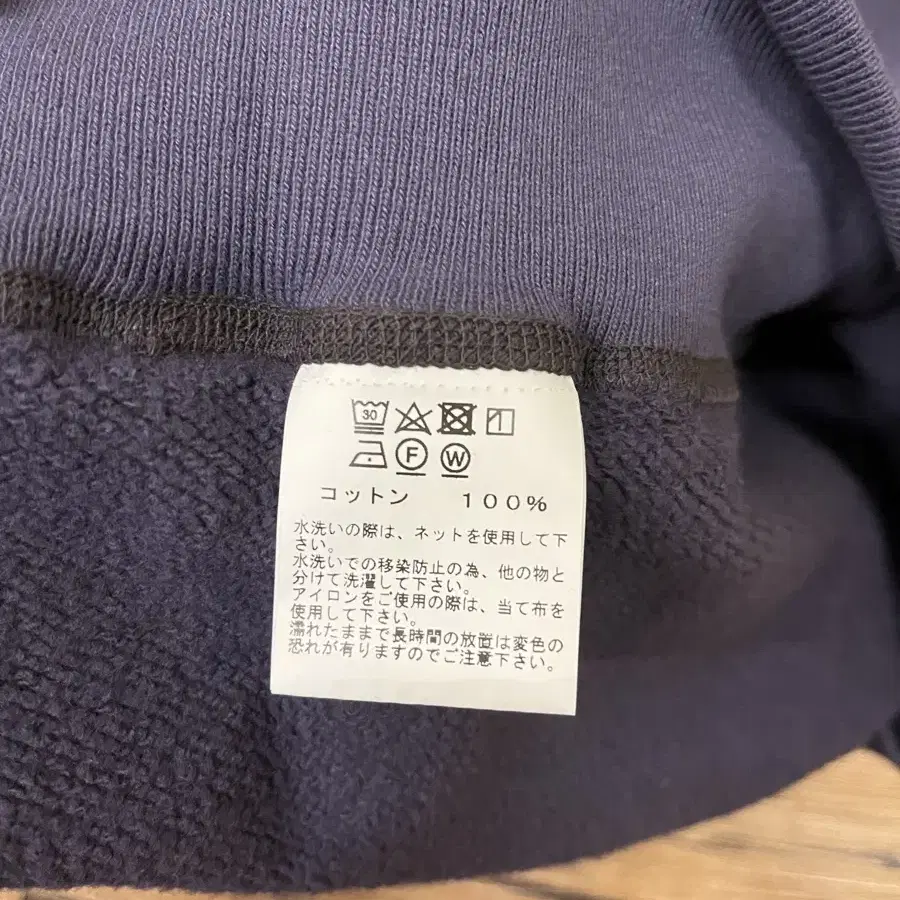 30
F W
コットン 100%
水洗いの際は、ネットを使用して下
さい。
水洗いでの移染防止の為、他の物と
分けて洗濯して下さい。
アイロンをご使用の際は、当て布を
使用して下さい。
濡れたままで長時間の放置は変色の
恐れが有りますのでご注意下さい。